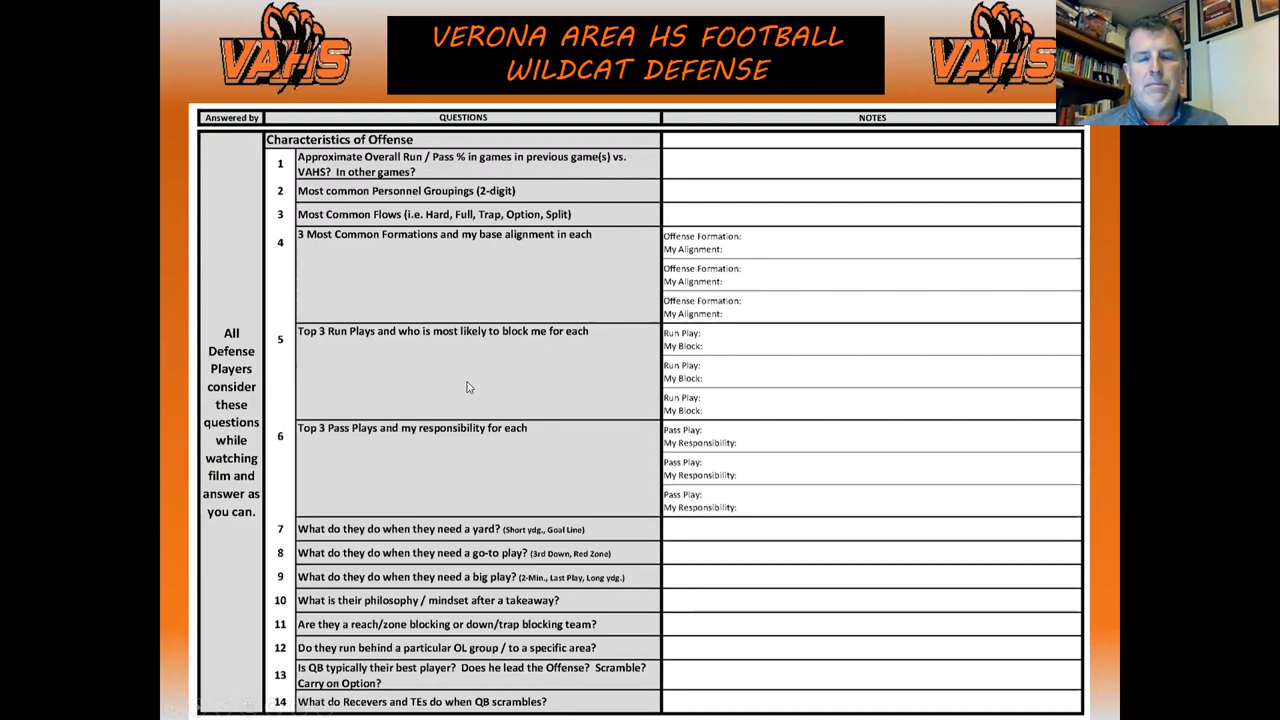 VAHS
VERONA AREA HS FOOTBALL
WILDCAT DEFENSE
VAHS
Answered by
QUESTIONS
NOTES
All
Defense
Players
consider
these
questions
while
watching
film and
answer as
you can.
Characteristics of Offense
1
Approximate Overall Run / Pass % in games in previous game(s) vs.
VAHS? In other games?
2
Most common Personnel Groupings (2-digit)
3
Most Common Flows (i.e. Hard, Full, Trap, Option, Split)
4
3 Most Common Formations and my base alignment in each
Offense Formation:
My Alignment:
Offense Formation:
My Alignment:
Offense Formation:
My Alignment:
5
Top 3 Run Plays and who is most likely to block me for each
Run Play:
My Block:
Run Play:
My Block:
Run Play:
My Block:
6
Top 3 Pass Plays and my responsibility for each
Pass Play:
My Responsibility:
Pass Play:
My Responsibility:
Pass Play:
My Responsibility:
7
What do they do when they need a yard? (Short ydg., Goal Line)
8
What do they do when they need a go-to play? (3rd Down, Red Zone)
9
What do they do when they need a big play? (2-Min., Last Play, Long ydg.)
10
What is their philosophy / mindset after a takeaway?
11
Are they a reach/zone blocking or down/trap blocking team?
12
Do they run behind a particular OL group / to a specific area?
13
Is QB typically their best player? Does he lead the Offense? Scramble?
Carry on Option?
14
What do Recevers and TEs do when QB scrambles?